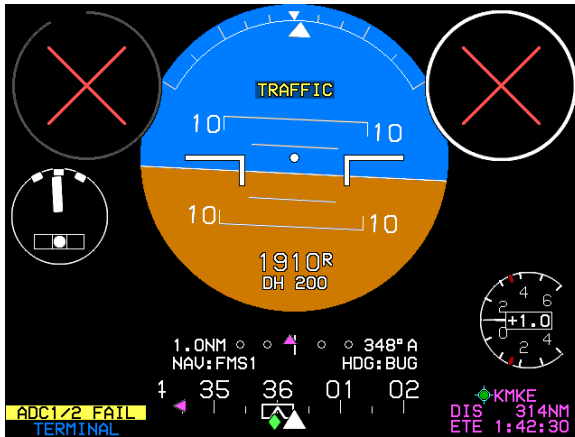 TRAFFIC
10 10
10 10
1910R
DH 200
4 6
2
+1.0
0
2 4
1.0NM 348° A
NAV:FMS1 HDG:BUG
35 36 01 02
KMKE
ADC1/2 FAIL DIS 314NM
TERMINAL ETE 1:42:30